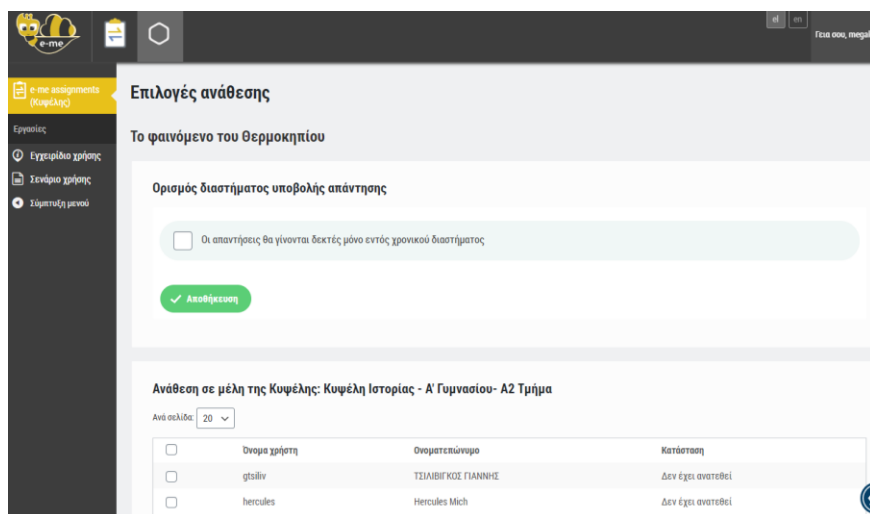 e-me
el en
Γεια σου, megal
e-me assignments
(Κυψέλης)
Εργασίες
Εγχειρίδιο χρήσης
Σενάριο χρήσης
Σύμπτυξη μενού
Επιλογές ανάθεσης
Το φαινόμενο του Θερμοκηπίου
Ορισμός διαστήματος υποβολής απάντησης
Οι απαντήσεις θα γίνονται δεκτές μόνο εντός χρονικού διαστήματος
Αποθήκευση
Ανάθεση σε μέλη της Κυψέλης: Κυψέλη Ιστορίας - Α' Γυμνασίου- Α2 Τμήμα
Ανά σελίδα: 20
Όνομα χρήστη Ονοματεπώνυμο Κατάσταση
gtsiliv ΤΣΙΛΙΒΙΓΚΟΣ ΓΙΑΝΝΗΣ Δεν έχει ανατεθεί
hercules Hercules Mich Δεν έχει ανατεθεί